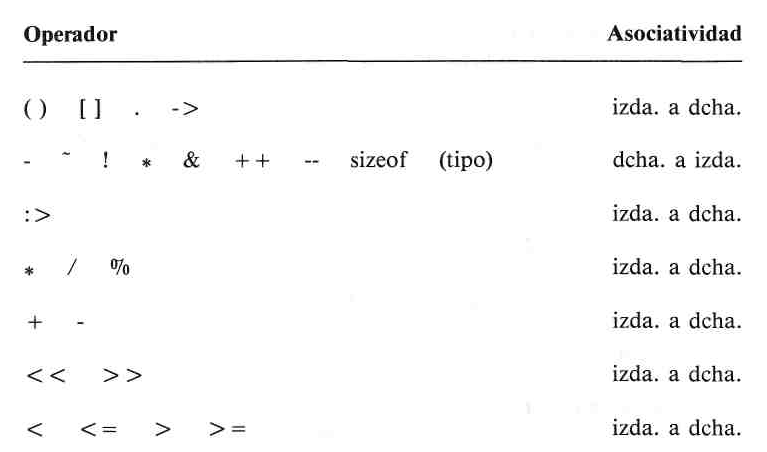 Operador Asociatividad
( ) [ ] . -> izda. a dcha.
- ~ ! * & ++ -- sizeof (tipo) dcha. a izda.
:> izda. a dcha.
* / % izda. a dcha.
+ - izda. a dcha.
<< >> izda. a dcha.
< <= > >= izda. a dcha.